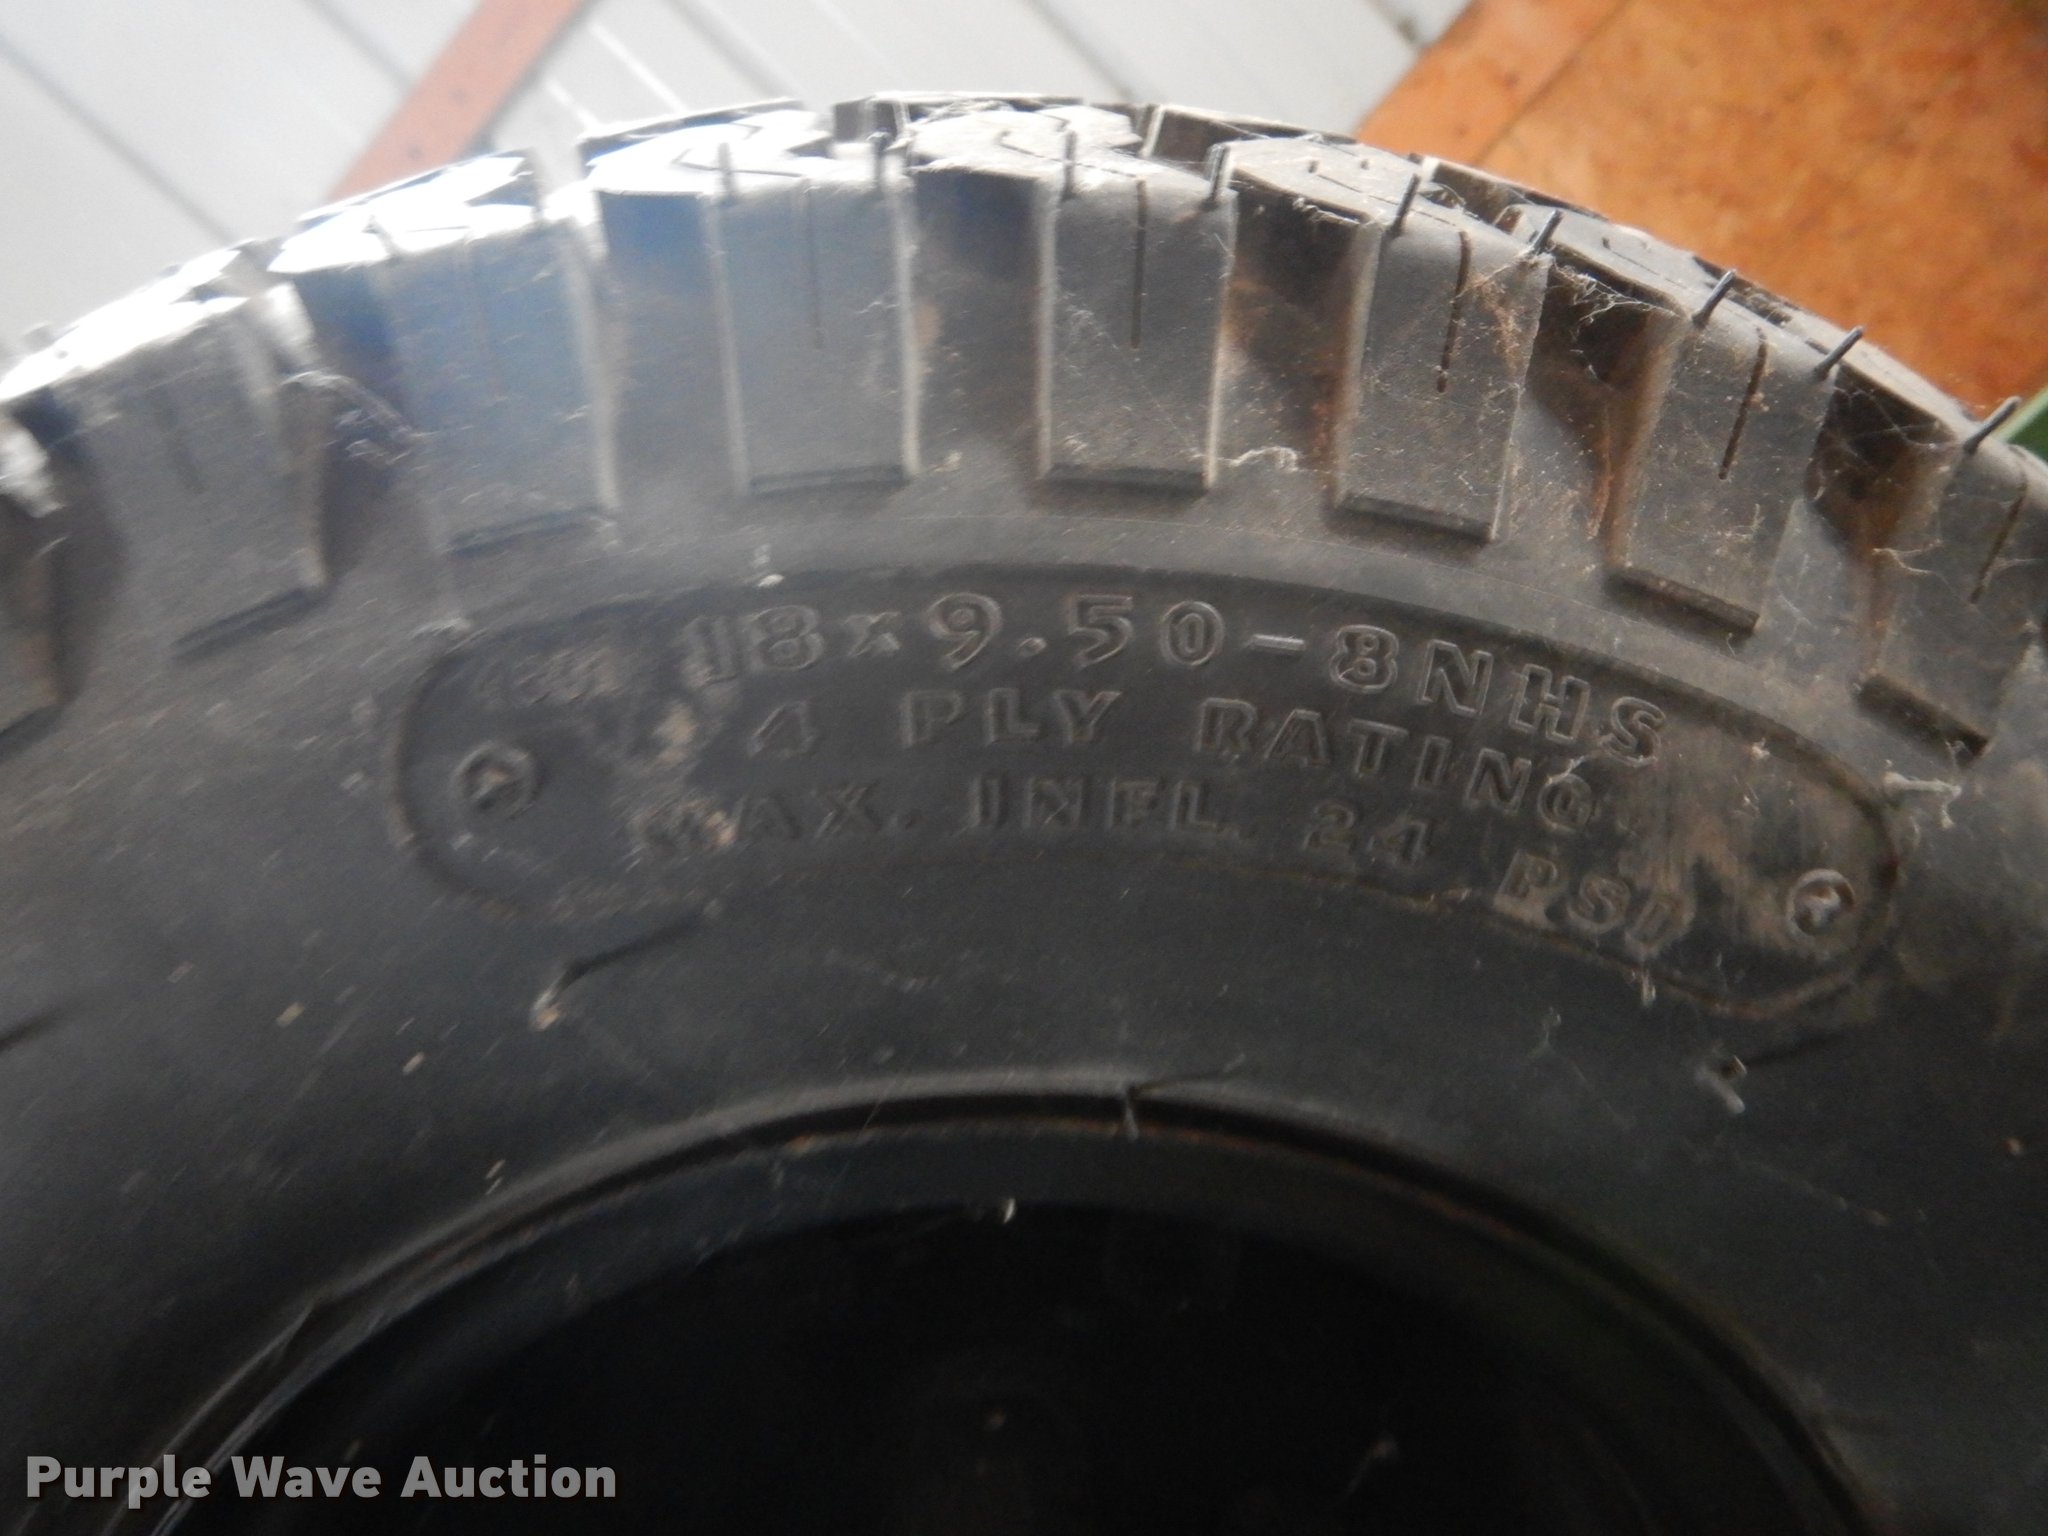 18x9.50-8NHS
4 PLY RATING
MAX. INFL. 24 PSI
Purple Wave Auction